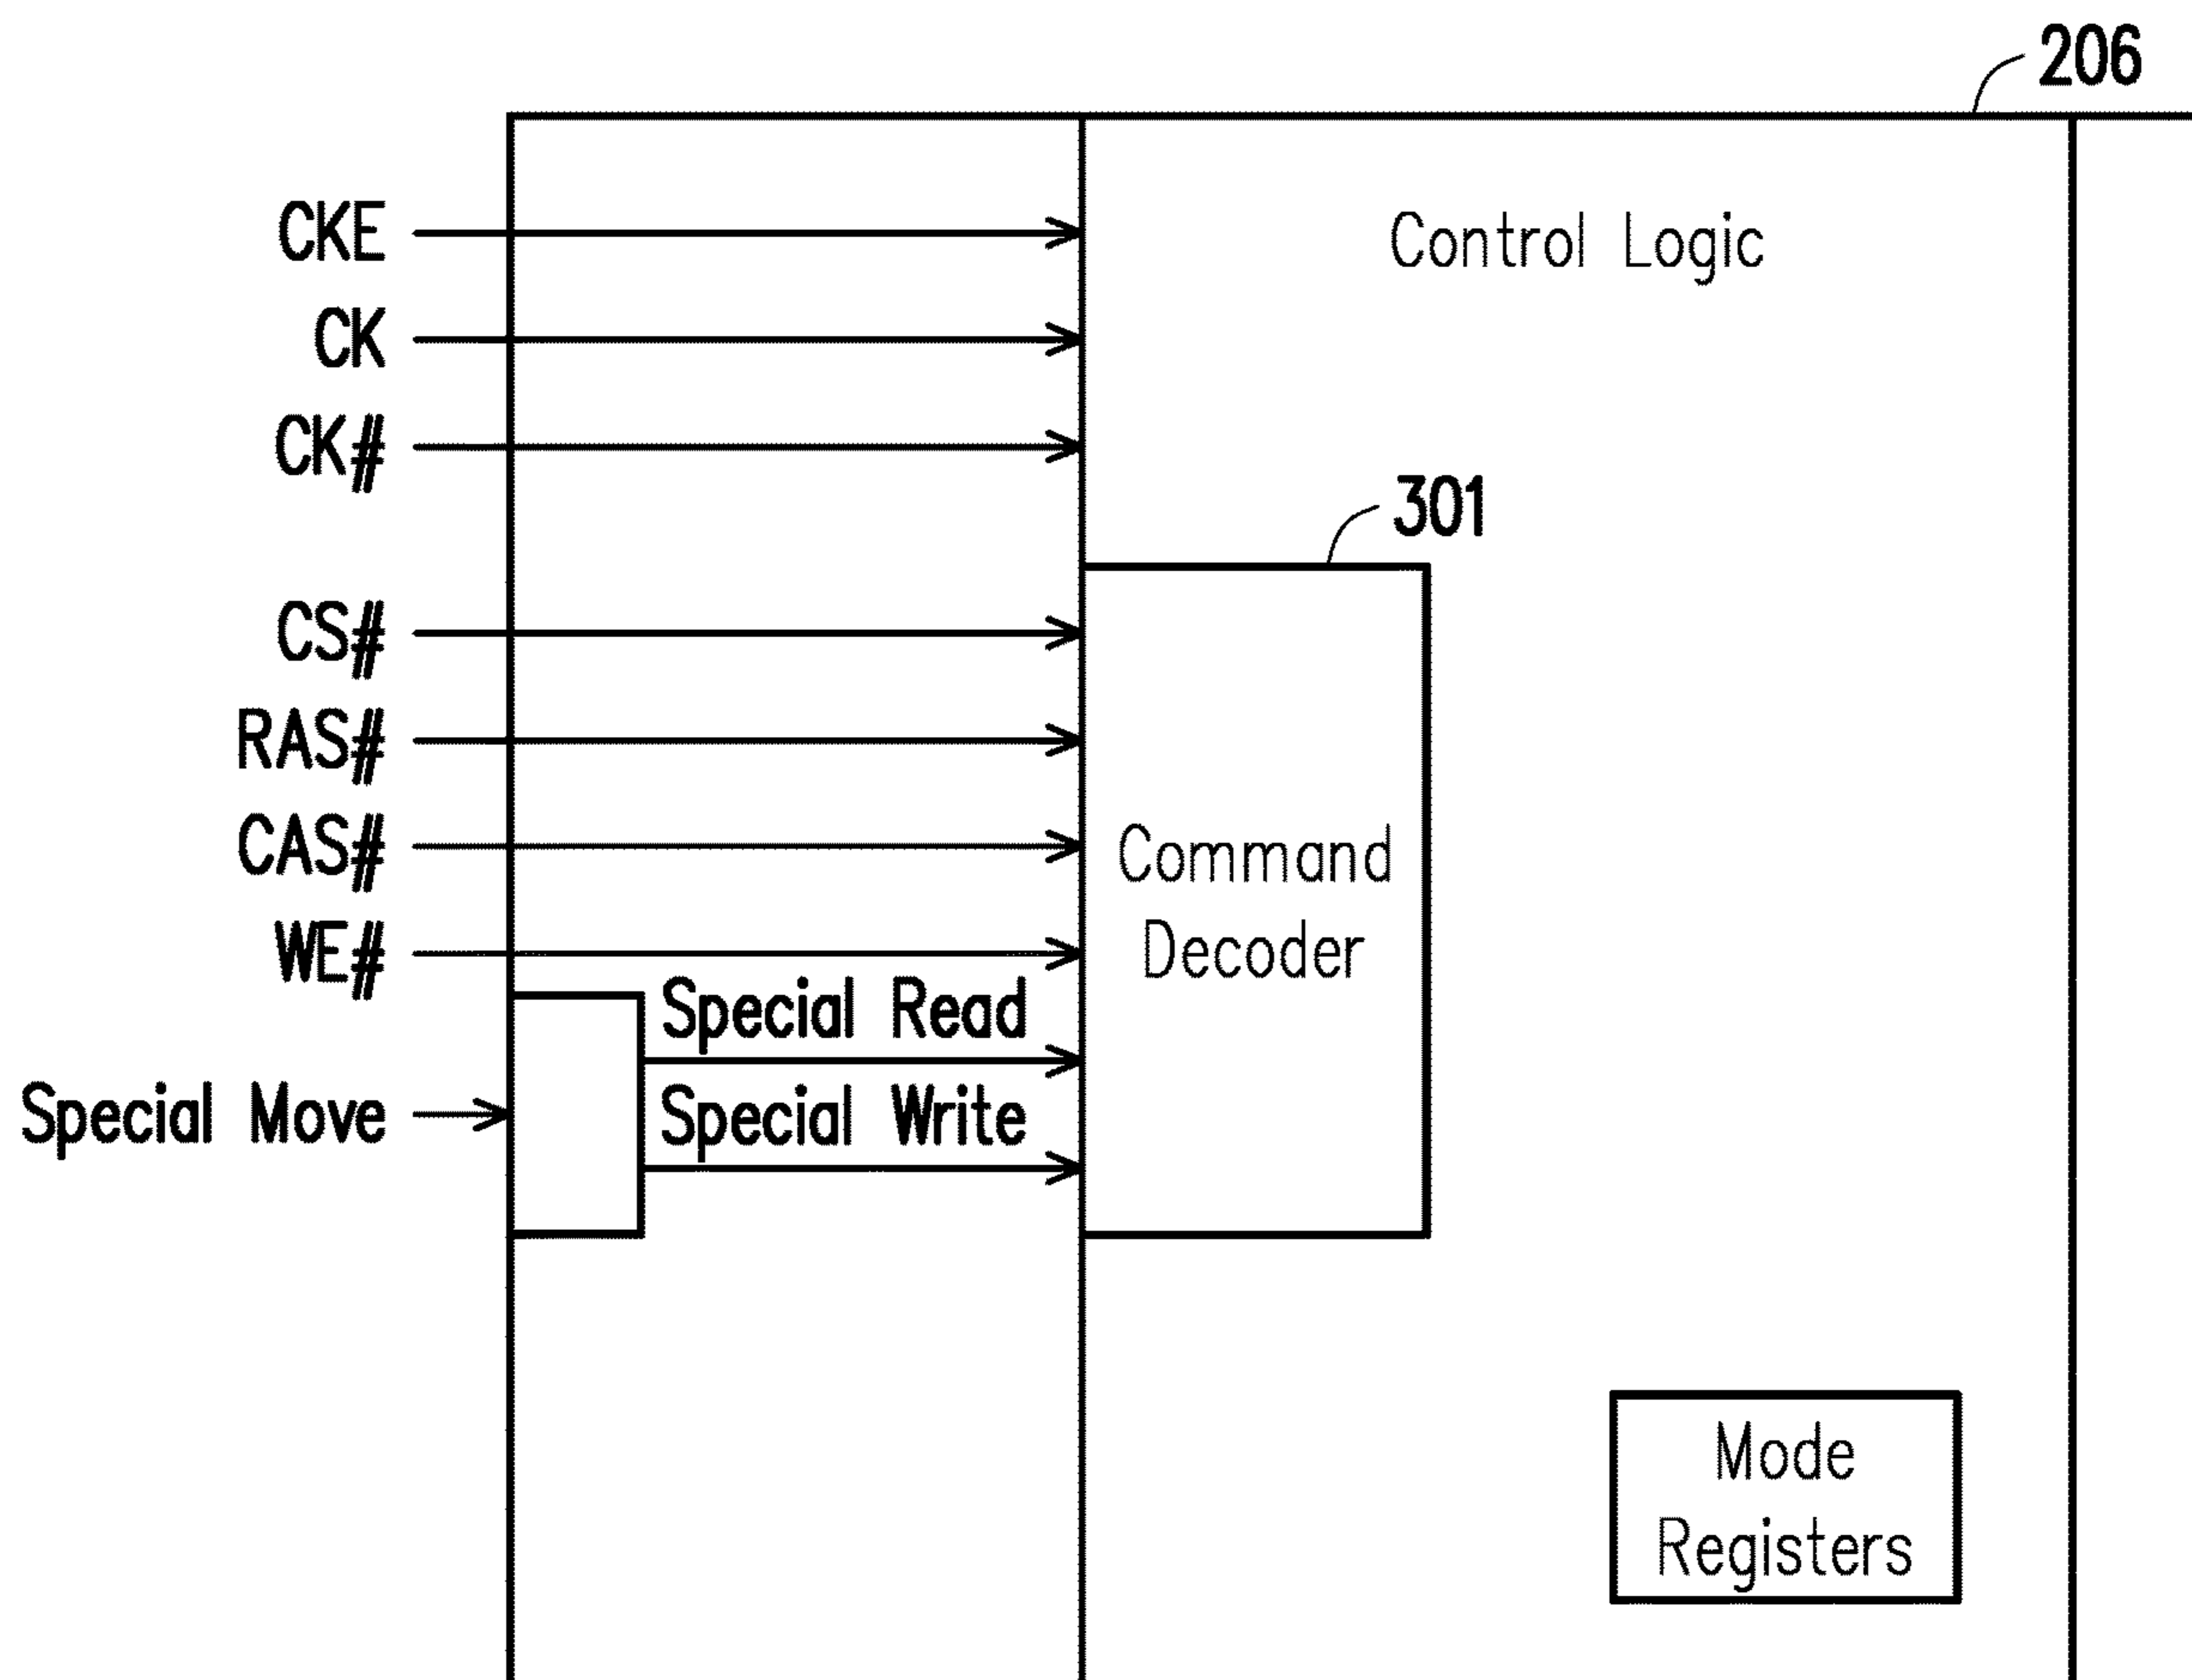 206
CKE
Control Logic
CK
CK#
301
CS#
RAS#
CAS#
Command
Decoder
WE#
Special Read
Special Move
Special Write
Mode
Registers